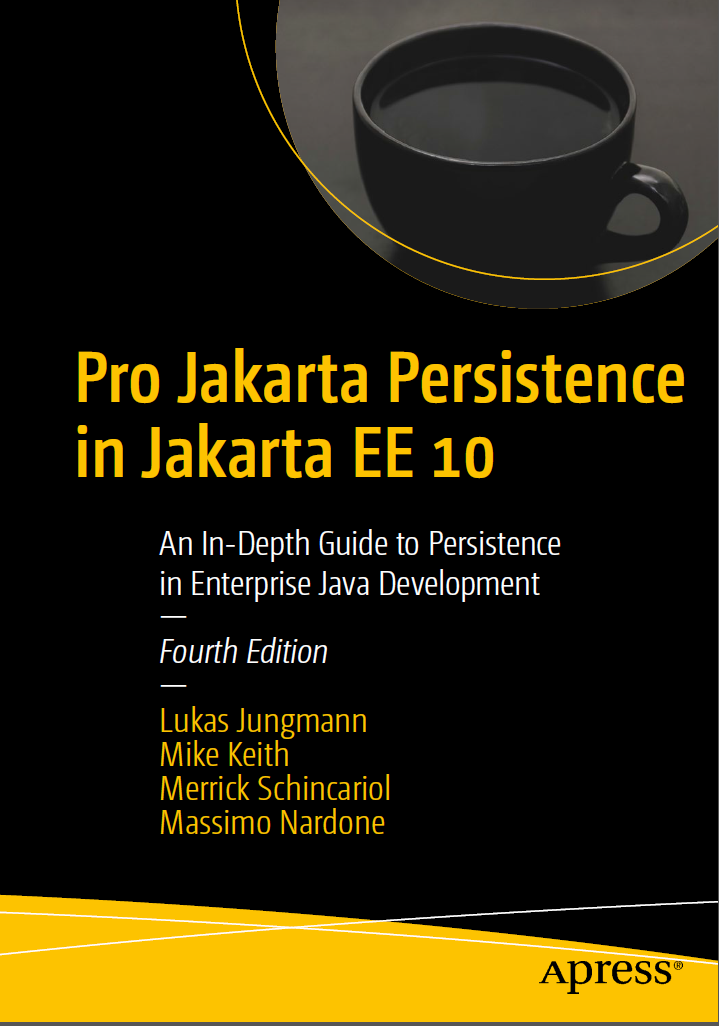 Pro Jakarta Persistence
in Jakarta EE 10
An In-Depth Guide to Persistence
in Enterprise Java Development
—
Fourth Edition
—
Lukas Jungmann
Mike Keith
Merrick Schincariol
Massimo Nardone
Apress®